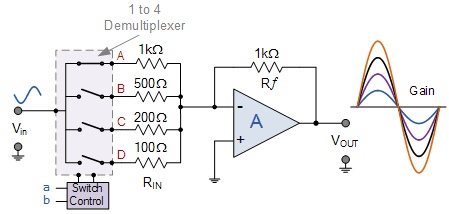 1 to 4
Demultiplexer
A
1kΩ
B
500Ω
C
200Ω
D
100Ω
RIN
Vin
a
b
Switch
Control
1kΩ
Rƒ
-
+
A
VOUT
Gain